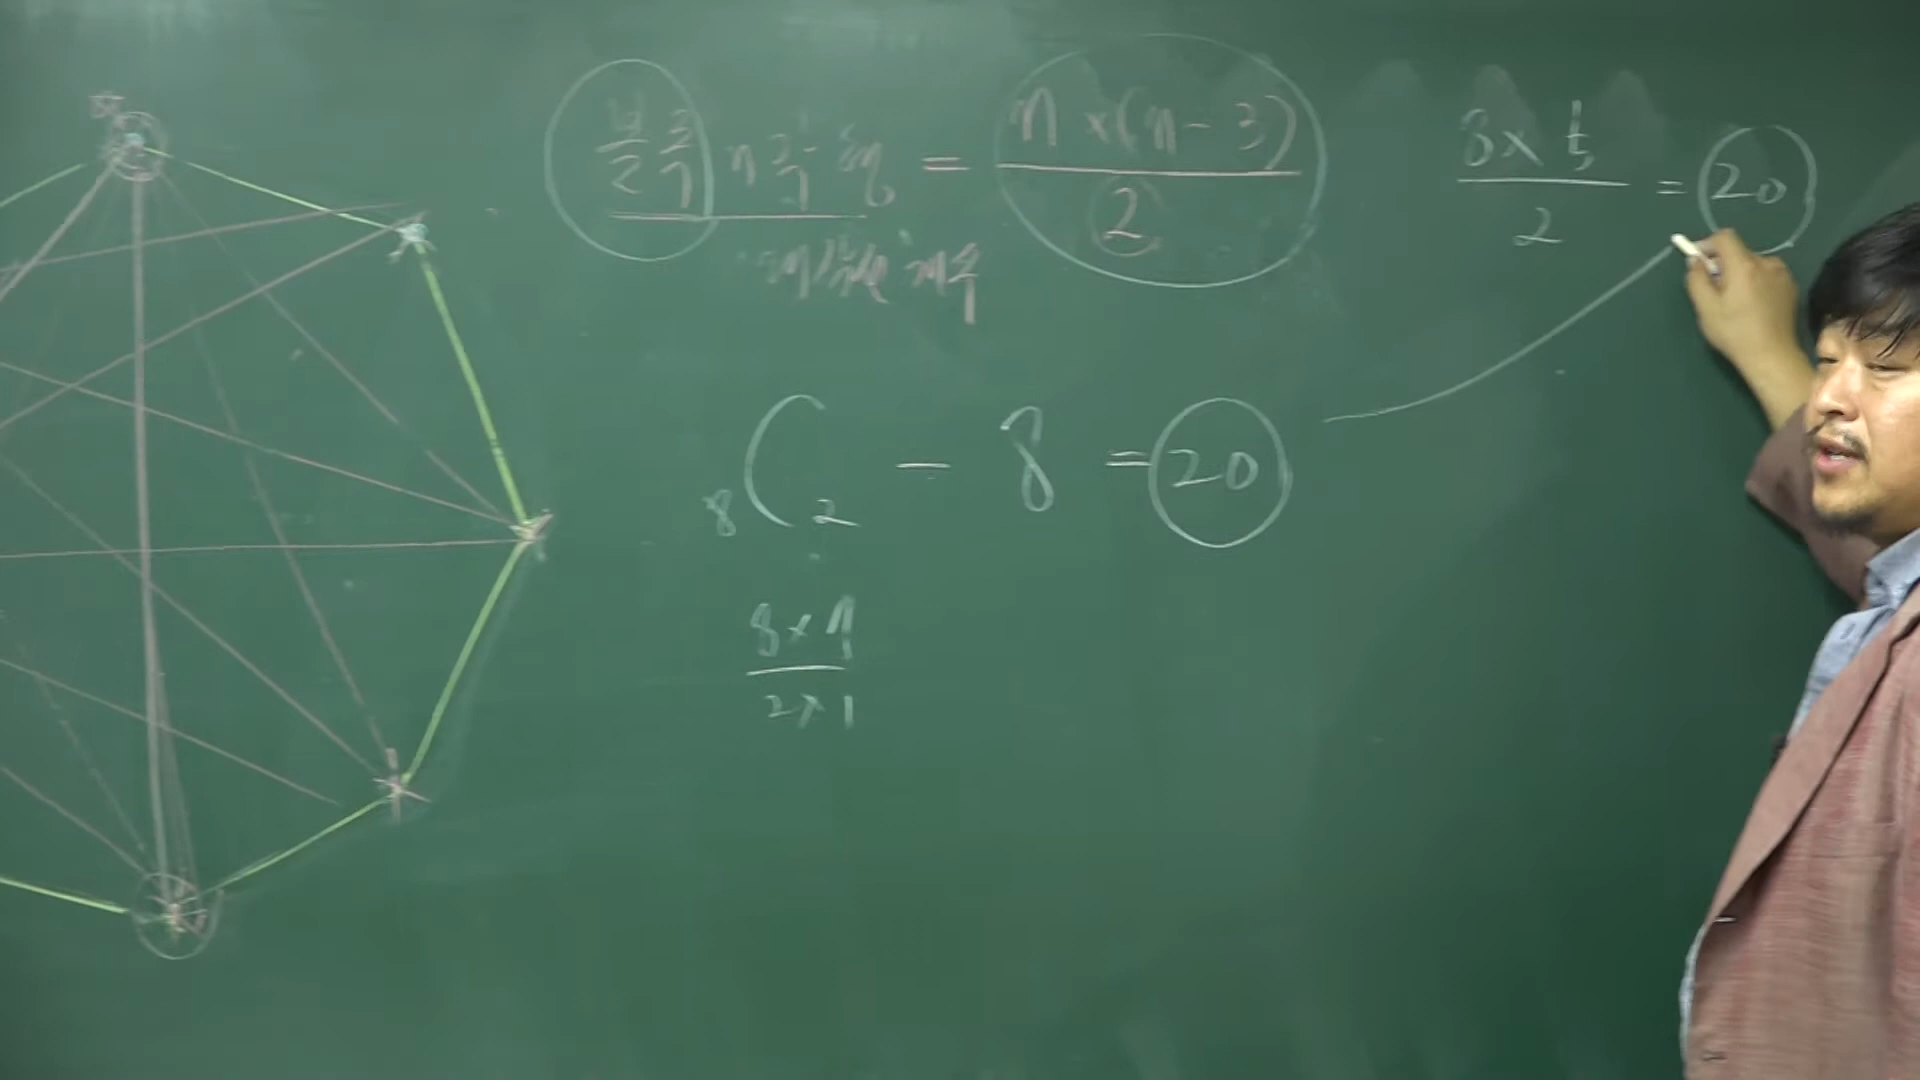 볼록 n각형 = n×(n-3)/2
대각선 개수
8×5/2 = 20
₈C₂ - 8 = 20
8×7/2×1